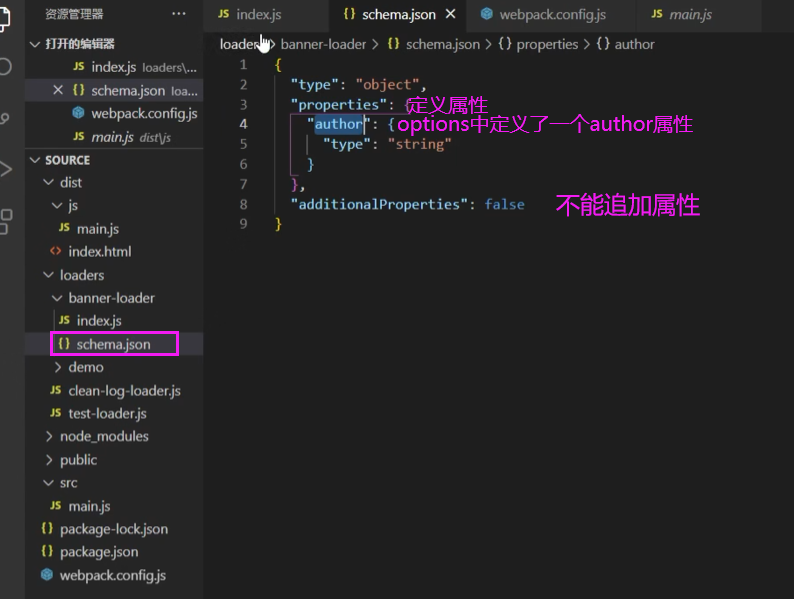 资源管理器 ···
打开的编辑器
JS index.js loaders\...
{} schema.json loa...
webpack.config.js
JS main.js dist\js
SOURCE
dist
js
JS main.js
<> index.html
loaders
banner-loader
JS index.js
{} schema.json
demo
JS clean-log-loader.js
JS test-loader.js
node_modules
public
src
JS main.js
{} package-lock.json
{} package.json
webpack.config.js
JS index.js {} schema.json webpack.config.js JS main.js
loaders > banner-loader > {} schema.json > {} properties > {} author
1 {
2 "type": "object",
3 "properties": { 定义属性
4 "author": { options中定义了一个author属性
5 "type": "string"
6 }
7 },
8 "additionalProperties": false 不能追加属性
9 }